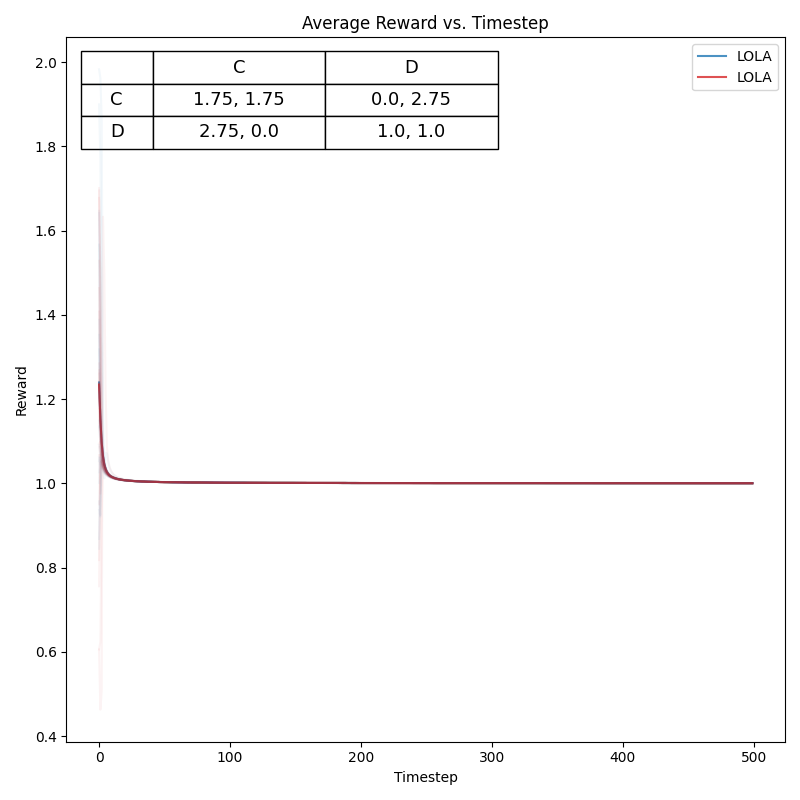 Average Reward vs. Timestep
C D
C 1.75, 1.75 0.0, 2.75
D 2.75, 0.0 1.0, 1.0
LOLA
LOLA
2.0
1.8
1.6
1.4
1.2
1.0
0.8
0.6
0.4
Reward
0 100 200 300 400 500
Timestep